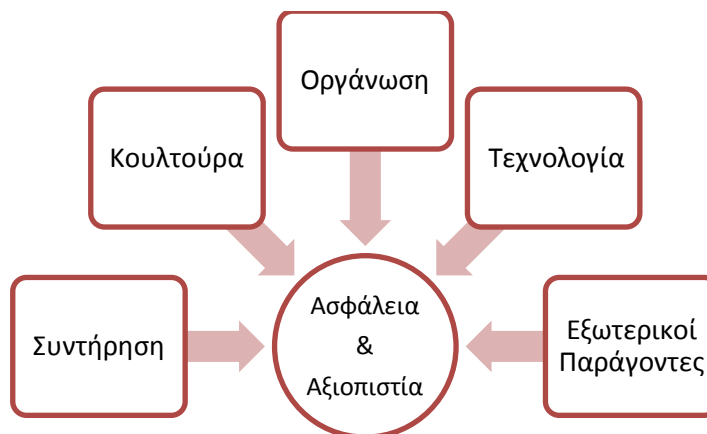 Οργάνωση
Κουλτούρα
Τεχνολογία
Συντήρηση
Ασφάλεια
&
Αξιοπιστία
Εξωτερικοί
Παράγοντες